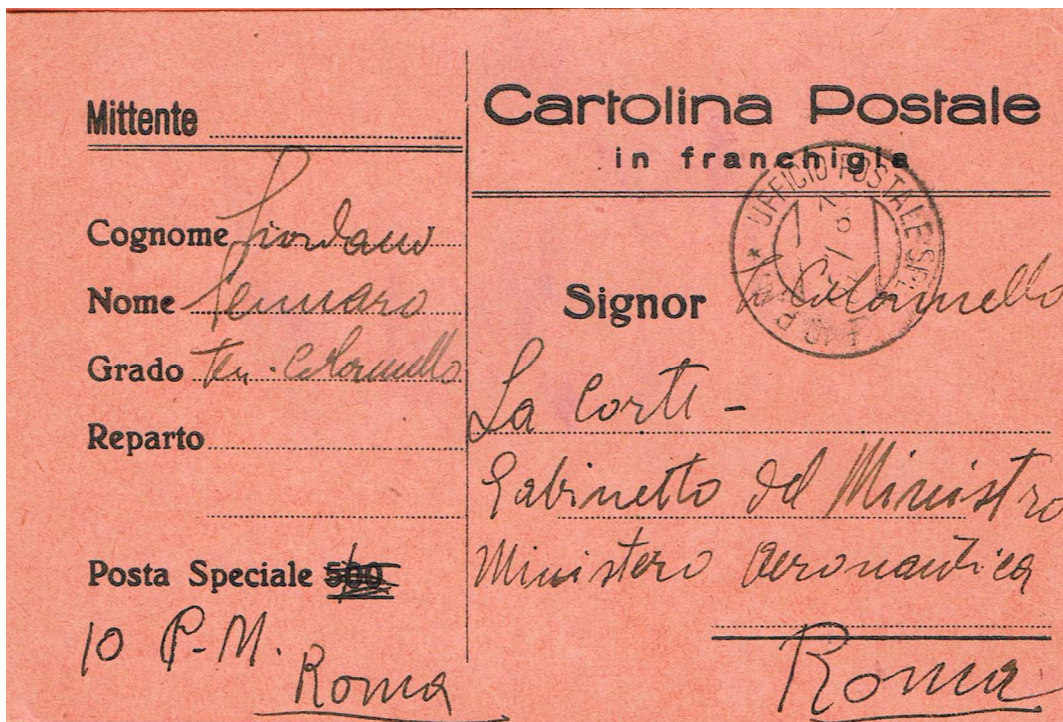 Mittente
Cognome Giordano
Nome Gennaro
Grado Ten. Colonnello
Reparto
Posta Speciale 500
10 P-M.
Roma
Cartolina Postale
in franchigia
UFFICIO POSTALE
Signor Colonnello
La Corte -
Gabinetto del Ministro
Ministero Aeronautica
Roma